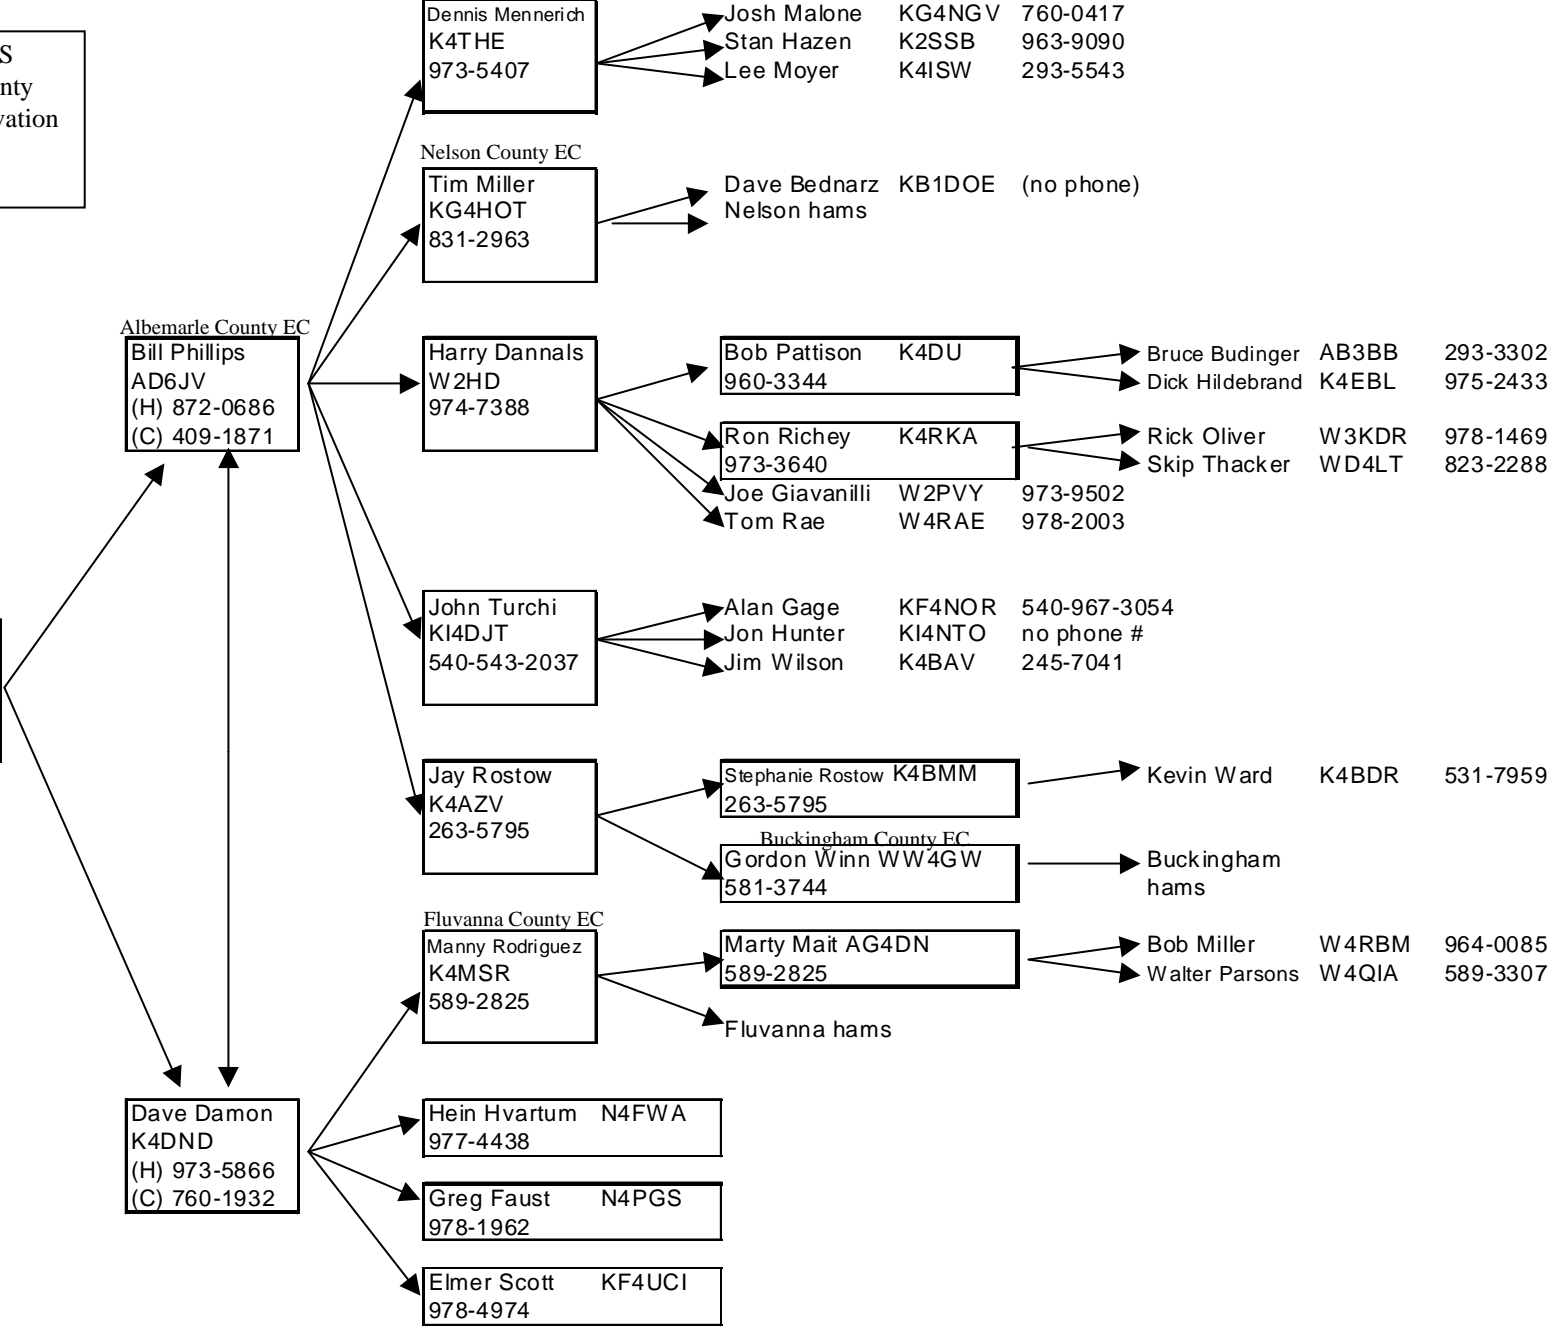 Dennis Mennerich
K4THE
973-5407
Josh Malone KG4NGV 760-0417
Stan Hazen K2SSB 963-9090
Lee Moyer K4ISW 293-5543
S
nty
vation
Nelson County EC
Tim Miller
KG4HOT
831-2963
Dave Bednarz KB1DOE (no phone)
Nelson hams
Albemarle County EC
Bill Phillips
AD6JV
(H) 872-0686
(C) 409-1871
Harry Dannals
W2HD
974-7388
Bob Pattison K4DU
960-3344
Bruce Budinger AB3BB 293-3302
Dick Hildebrand K4EBL 975-2433
Ron Richey K4RKA
973-3640
Rick Oliver W3KDR 978-1469
Skip Thacker WD4LT 823-2288
Joe Giavanilli W2PVY 973-9502
Tom Rae W4RAE 978-2003
John Turchi
KI4DJT
540-543-2037
Alan Gage KF4NOR 540-967-3054
Jon Hunter KI4NTO no phone #
Jim Wilson K4BAV 245-7041
Jay Rostow
K4AZV
263-5795
Stephanie Rostow K4BMM
263-5795
Kevin Ward K4BDR 531-7959
Buckingham County EC
Gordon Winn WW4GW
581-3744
Buckingham
hams
Fluvanna County EC
Manny Rodriguez
K4MSR
589-2825
Marty Mait AG4DN
589-2825
Bob Miller W4RBM 964-0085
Walter Parsons W4QIA 589-3307
Fluvanna hams
Dave Damon
K4DND
(H) 973-5866
(C) 760-1932
Hein Hvartum N4FWA
977-4438
Greg Faust N4PGS
978-1962
Elmer Scott KF4UCI
978-4974